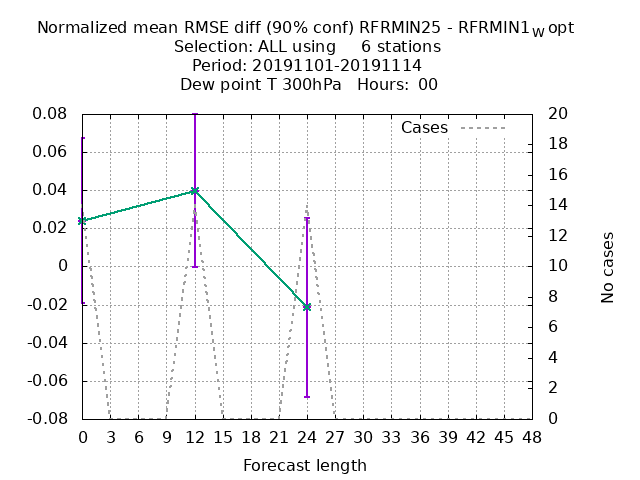 Normalized mean RMSE diff (90% conf) RFRMIN25 - RFRMIN1wopt
Selection: ALL using 6 stations
Period: 20191101-20191114
Dew point T 300hPa Hours: 00
Cases
0.08
0.06
0.04
0.02
0
-0.02
-0.04
-0.06
-0.08
20
18
16
14
12
10
8
6
4
2
0
No cases
0 3 6 9 12 15 18 21 24 27 30 33 36 39 42 45 48
Forecast length